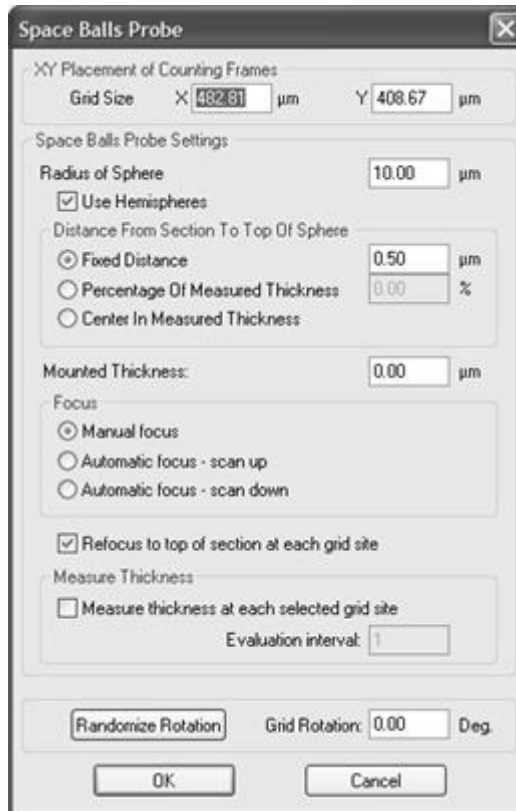 Space Balls Probe
XY Placement of Counting Frames
Grid Size X 482.81 µm Y 408.67 µm
Space Balls Probe Settings
Radius of Sphere 10.00 µm
Use Hemispheres
Distance From Section To Top Of Sphere
Fixed Distance 0.50 µm
Percentage Of Measured Thickness 0.00 %
Center In Measured Thickness
Mounted Thickness: 0.00 µm
Focus
Manual focus
Automatic focus - scan up
Automatic focus - scan down
Refocus to top of section at each grid site
Measure Thickness
Measure thickness at each selected grid site
Evaluation interval: 1
Randomize Rotation Grid Rotation: 0.00 Deg.
OK Cancel